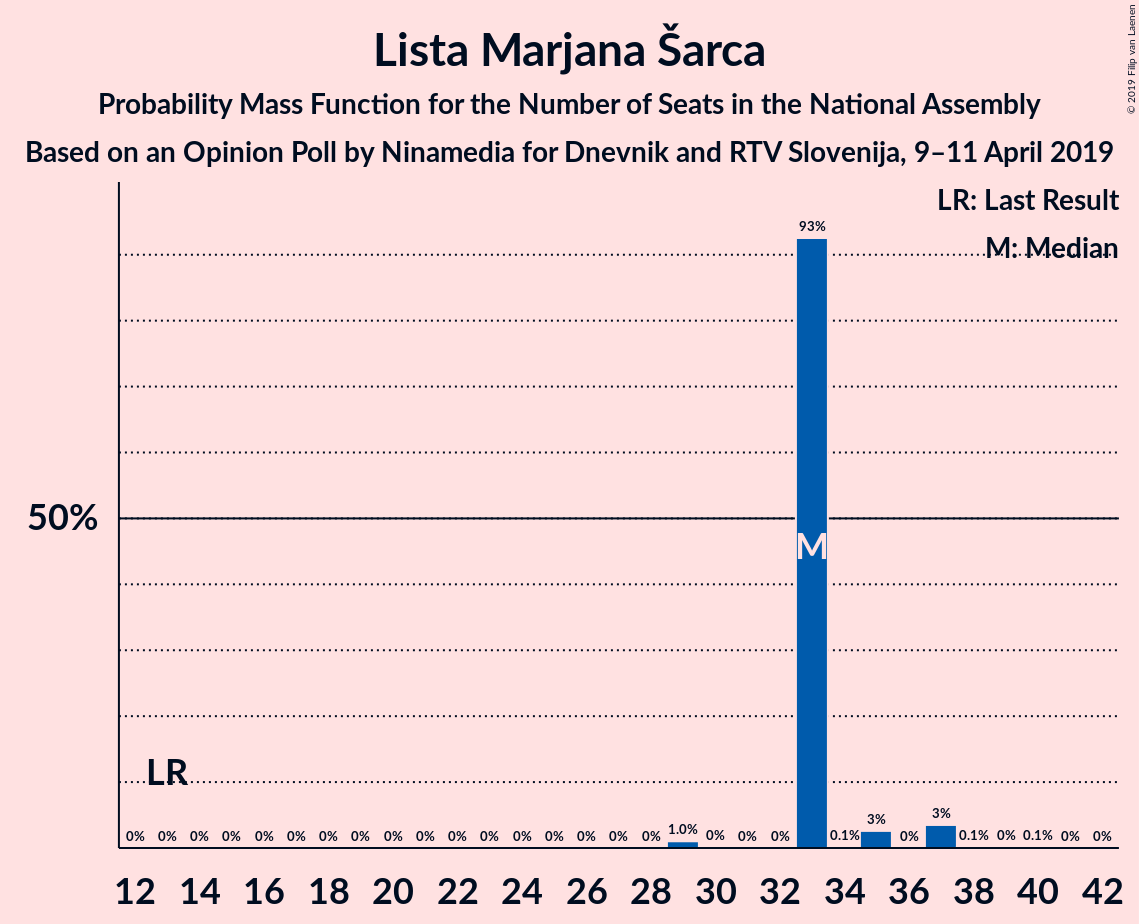 Lista Marjana Šarca
Probability Mass Function for the Number of Seats in the National Assembly
Based on an Opinion Poll by Ninamedia for Dnevnik and RTV Slovenija, 9–11 April 2019
© 2019 Filip van Laenen
LR: Last Result
M: Median
93%
50%
M
LR
0% 0% 0% 0% 0% 0% 0% 0% 0% 0% 0% 0% 0% 0% 0% 0% 0% 1.0% 0% 0% 0% 0.1% 3% 0% 3% 0.1% 0% 0.1% 0% 0%
12 14 16 18 20 22 24 26 28 30 32 34 36 38 40 42